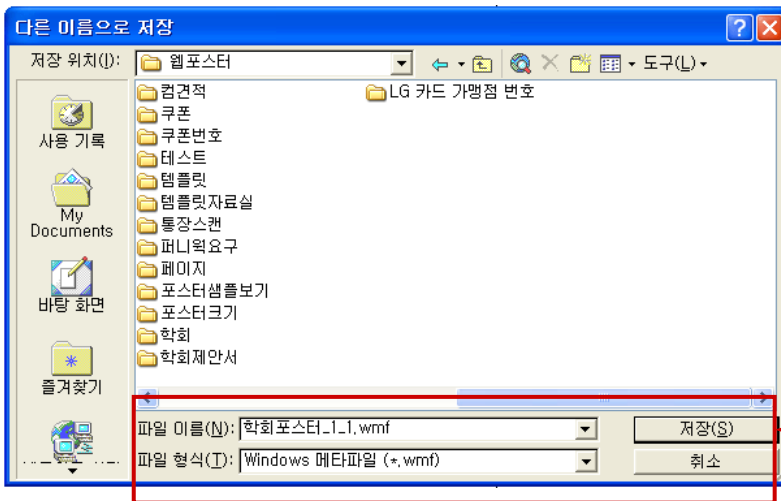 다른 이름으로 저장
저장 위치(I):
웹포스터
도구(L)
사용 기록
My
Documents
바탕 화면
즐겨찾기
컴견적
쿠폰
쿠폰번호
테스트
템플릿
템플릿자료실
통장스캔
퍼니웍요구
페이지
포스터샘플보기
포스터크기
학회
학회제안서
LG 카드 가맹점 번호
파일 이름(N): 학회포스터_1_1.wmf
저장(S)
파일 형식(T): Windows 메타파일 (*.wmf)
취소